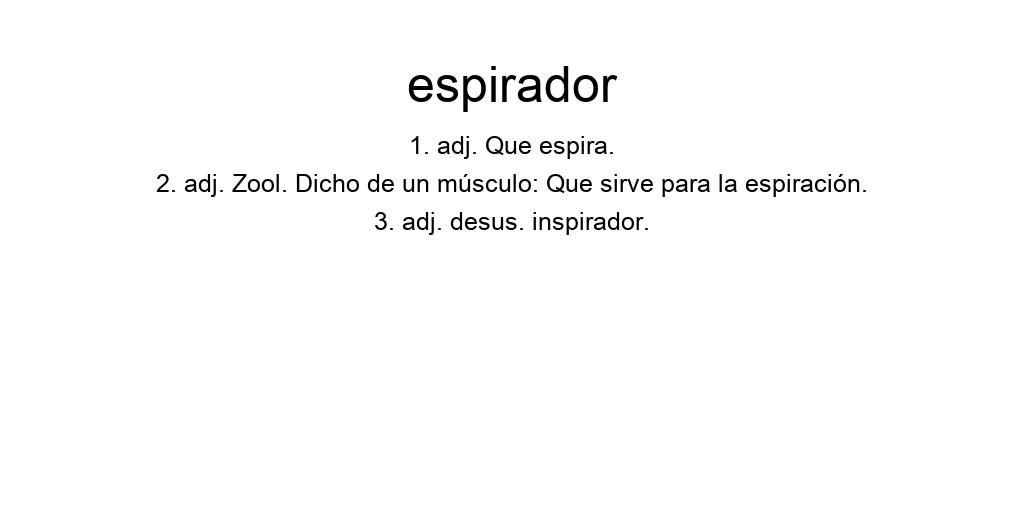 espirador
1. adj. Que espira.
2. adj. Zool. Dicho de un músculo: Que sirve para la espiración.
3. adj. desus. inspirador.